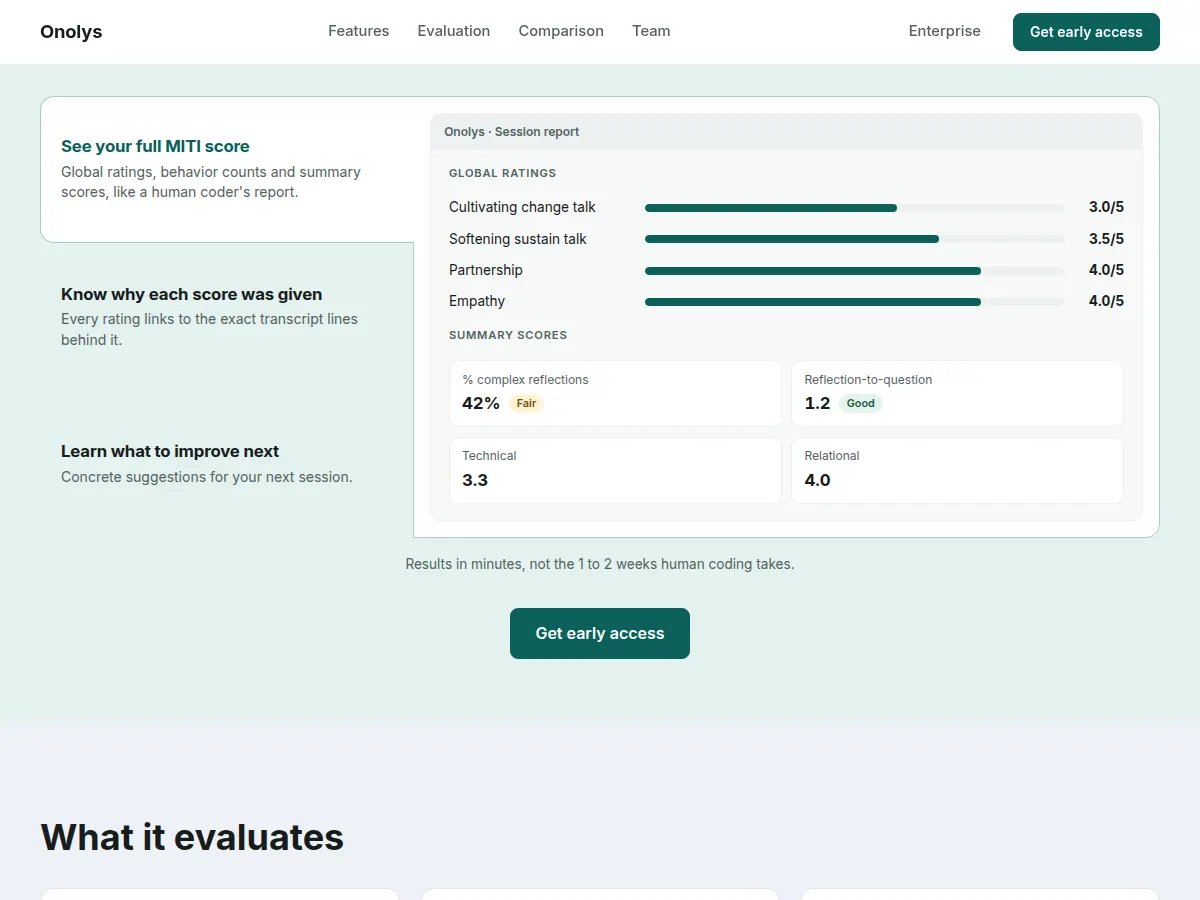 Onolys
Features
Evaluation
Comparison
Team
Enterprise
Get early access
See your full MITI score
Global ratings, behavior counts and summary
scores, like a human coder's report.
Know why each score was given
Every rating links to the exact transcript lines
behind it.
Learn what to improve next
Concrete suggestions for your next session.
Onolys · Session report
GLOBAL RATINGS
Cultivating change talk 3.0/5
Softening sustain talk 3.5/5
Partnership 4.0/5
Empathy 4.0/5
SUMMARY SCORES
% complex reflections
42% Fair
Reflection-to-question
1.2 Good
Technical
3.3
Relational
4.0
Results in minutes, not the 1 to 2 weeks human coding takes.
Get early access
What it evaluates